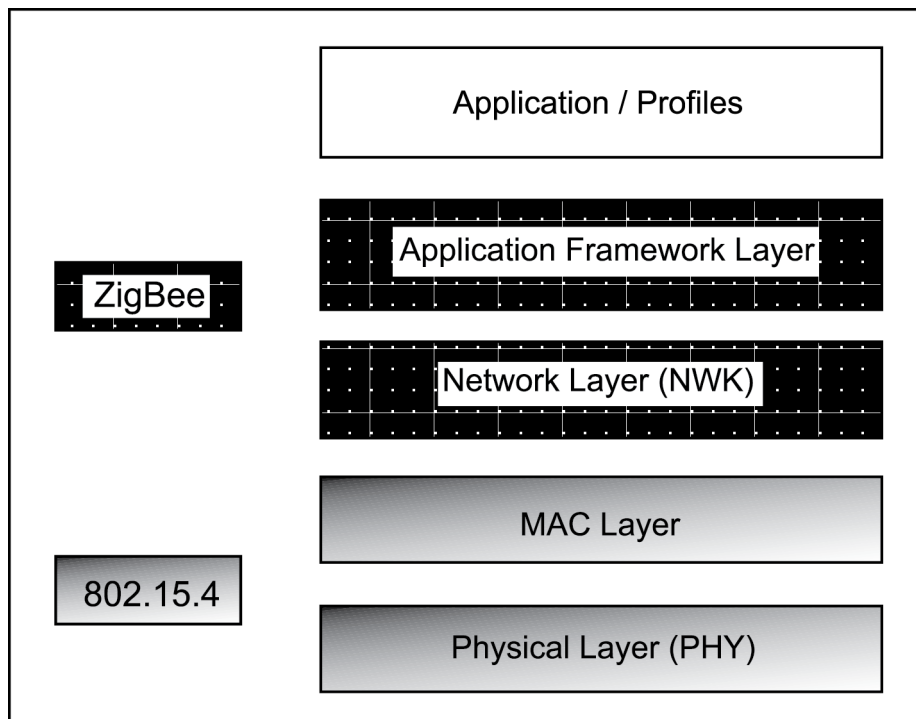 Application / Profiles
Application Framework Layer
ZigBee
Network Layer (NWK)
MAC Layer
802.15.4
Physical Layer (PHY)